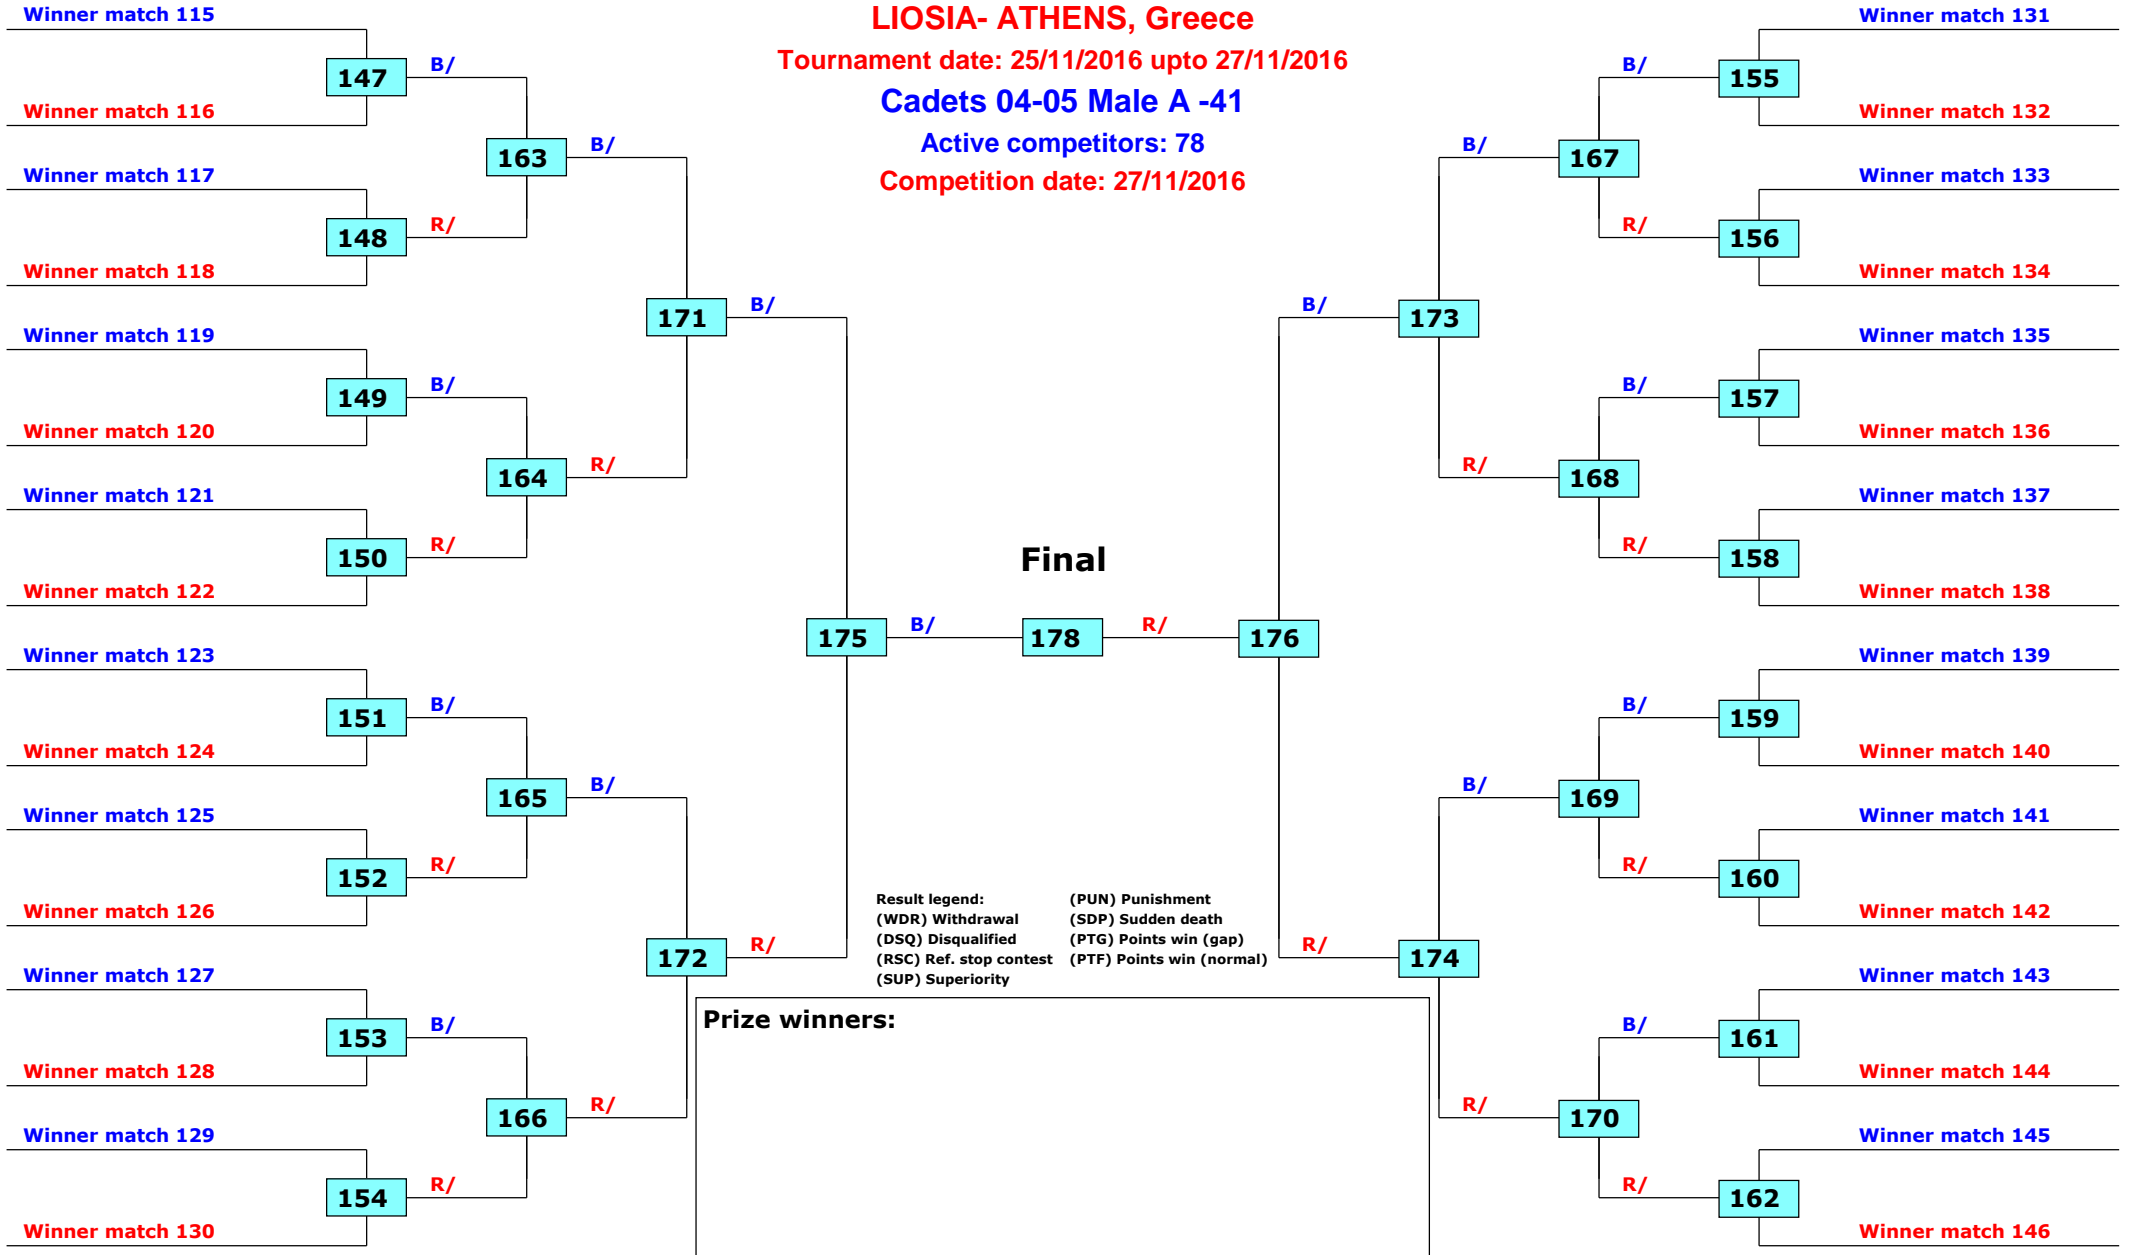 LIOSIA- ATHENS, Greece
Tournament date: 25/11/2016 upto 27/11/2016
Cadets 04-05 Male A -41
Active competitors: 78
Competition date: 27/11/2016
Winner match 115
147
B/
Winner match 116
163
B/
Winner match 117
148
R/
Winner match 118
171
B/
Winner match 119
149
B/
Winner match 120
164
R/
Winner match 121
150
R/
Winner match 122
175
B/
Winner match 123
151
B/
Winner match 124
165
B/
Winner match 125
152
R/
Winner match 126
172
R/
Winner match 127
153
B/
Winner match 128
166
R/
Winner match 129
154
R/
Winner match 130
Final
178
R/
176
Winner match 131
B/
155
Winner match 132
B/
167
Winner match 133
R/
156
Winner match 134
B/
173
Winner match 135
B/
157
Winner match 136
R/
168
Winner match 137
R/
158
Winner match 138
Winner match 139
B/
159
Winner match 140
B/
169
Winner match 141
R/
160
Winner match 142
R/
174
Winner match 143
B/
161
Winner match 144
R/
170
Winner match 145
R/
162
Winner match 146
Result legend:
(WDR) Withdrawal
(DSQ) Disqualified
(RSC) Ref. stop contest
(SUP) Superiority
(PUN) Punishment
(SDP) Sudden death
(PTG) Points win (gap)
(PTF) Points win (normal)
Prize winners: